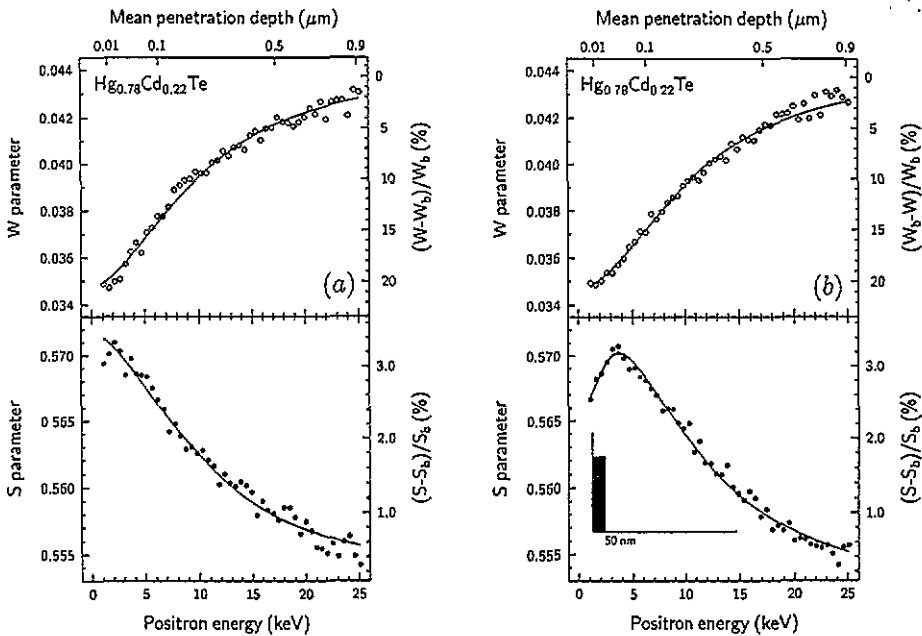 Mean penetration depth (μm)
0.01 0.1 0.5 0.9
0.044
0.042
0.040
0.038
0.036
0.034
W parameter
Hg0.78Cd0.22Te
(a)
0
5
10
15
20
(W-Wb)/Wb (%)
0.570
0.565
0.560
0.555
S parameter
3.0
2.0
1.0
(S-Sb)/Sb (%)
0 5 10 15 20 25
Positron energy (keV)
Mean penetration depth (μm)
0.01 0.1 0.5 0.9
0.044
0.042
0.040
0.038
0.036
0.034
W parameter
Hg0 78Cd0 22Te
(b)
0
5
10
15
20
(Wb-W)/Wb (%)
0.570
0.565
0.560
0.555
S parameter
50 nm
3.0
2.0
1.0
(S-Sb)/Sb (%)
0 5 10 15 20 25
Positron energy (keV)